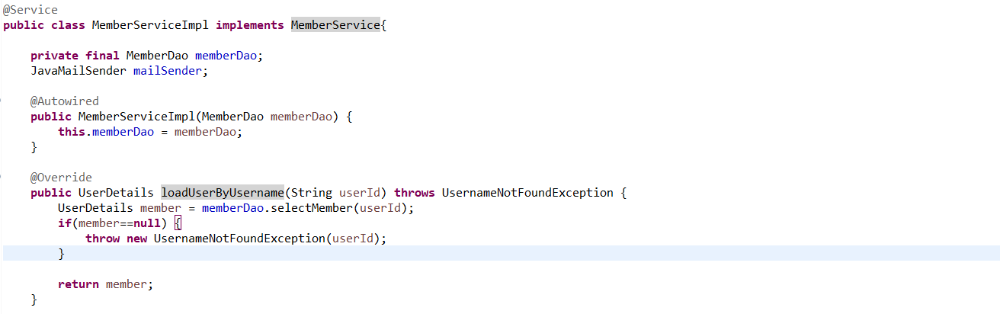 @Service
public class MemberServiceImpl implements MemberService{
private final MemberDao memberDao;
JavaMailSender mailSender;
@Autowired
public MemberServiceImpl(MemberDao memberDao) {
this.memberDao = memberDao;
}
@Override
public UserDetails loadUserByUsername(String userId) throws UsernameNotFoundException {
UserDetails member = memberDao.selectMember(userId);
if(member==null) {
throw new UsernameNotFoundException(userId);
}
return member;
}